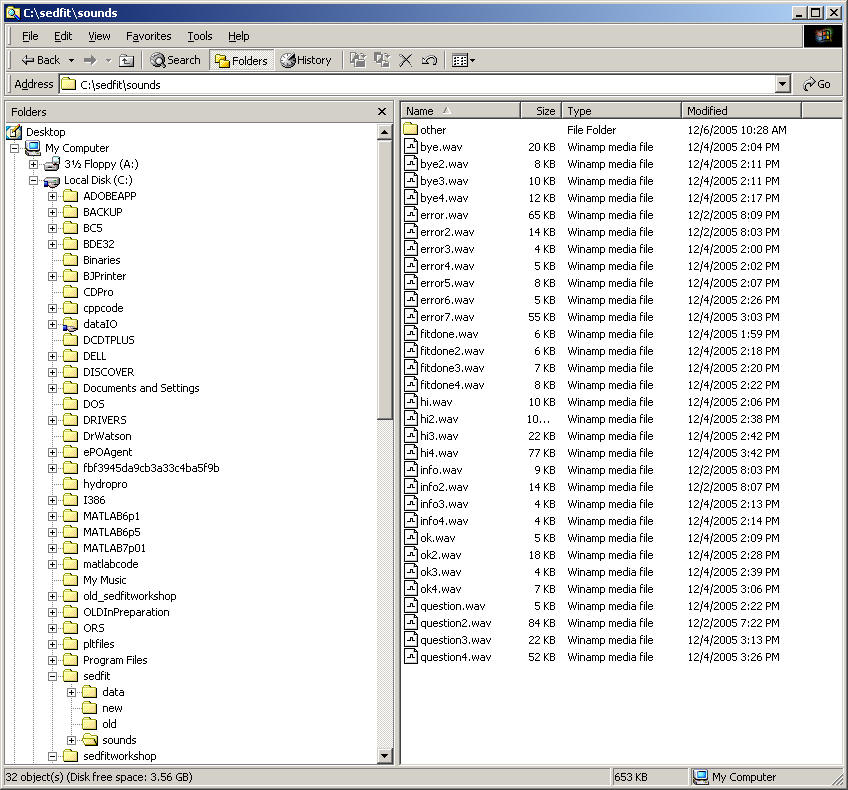 C:\sedfit\sounds
File Edit View Favorites Tools Help
Back Search Folders History
Address C:\sedfit\sounds Go
Folders
Desktop
My Computer
3½ Floppy (A:)
Local Disk (C:)
ADOBEAPP
BACKUP
BC5
BDE32
Binaries
BJPrinter
CDPro
cppcode
dataIO
DCDTPLUS
DELL
DISCOVER
Documents and Settings
DOS
DRIVERS
DrWatson
ePOAgent
fbf3945da9cb3a33c4ba5f9b
hydropro
I386
MATLAB6p1
MATLAB6p5
MATLAB7p01
matlabcode
My Music
old_sedfitworkshop
OLDInPreparation
ORS
pltfiles
Program Files
sedfit
data
new
old
sounds
sedfitworkshop
Name Size Type Modified
other File Folder 12/6/2005 10:28 AM
bye.wav 20 KB Winamp media file 12/4/2005 2:04 PM
bye2.wav 8 KB Winamp media file 12/4/2005 2:11 PM
bye3.wav 10 KB Winamp media file 12/4/2005 2:11 PM
bye4.wav 12 KB Winamp media file 12/4/2005 2:17 PM
error.wav 65 KB Winamp media file 12/2/2005 8:09 PM
error2.wav 14 KB Winamp media file 12/2/2005 8:03 PM
error3.wav 4 KB Winamp media file 12/4/2005 2:00 PM
error4.wav 5 KB Winamp media file 12/4/2005 2:02 PM
error5.wav 8 KB Winamp media file 12/4/2005 2:07 PM
error6.wav 5 KB Winamp media file 12/4/2005 2:26 PM
error7.wav 55 KB Winamp media file 12/4/2005 3:03 PM
fitdone.wav 6 KB Winamp media file 12/4/2005 1:59 PM
fitdone2.wav 6 KB Winamp media file 12/4/2005 2:18 PM
fitdone3.wav 7 KB Winamp media file 12/4/2005 2:20 PM
fitdone4.wav 8 KB Winamp media file 12/4/2005 2:22 PM
hi.wav 10 KB Winamp media file 12/4/2005 2:06 PM
hi2.wav 10... Winamp media file 12/4/2005 2:38 PM
hi3.wav 22 KB Winamp media file 12/4/2005 2:42 PM
hi4.wav 77 KB Winamp media file 12/4/2005 3:42 PM
info.wav 9 KB Winamp media file 12/2/2005 8:03 PM
info2.wav 14 KB Winamp media file 12/2/2005 8:07 PM
info3.wav 4 KB Winamp media file 12/4/2005 2:13 PM
info4.wav 4 KB Winamp media file 12/4/2005 2:14 PM
ok.wav 5 KB Winamp media file 12/4/2005 2:09 PM
ok2.wav 18 KB Winamp media file 12/4/2005 2:28 PM
ok3.wav 4 KB Winamp media file 12/4/2005 2:39 PM
ok4.wav 7 KB Winamp media file 12/4/2005 3:06 PM
question.wav 5 KB Winamp media file 12/4/2005 2:22 PM
question2.wav 84 KB Winamp media file 12/2/2005 7:22 PM
question3.wav 22 KB Winamp media file 12/4/2005 3:13 PM
question4.wav 52 KB Winamp media file 12/4/2005 3:26 PM
32 object(s) (Disk free space: 3.56 GB) 653 KB My Computer